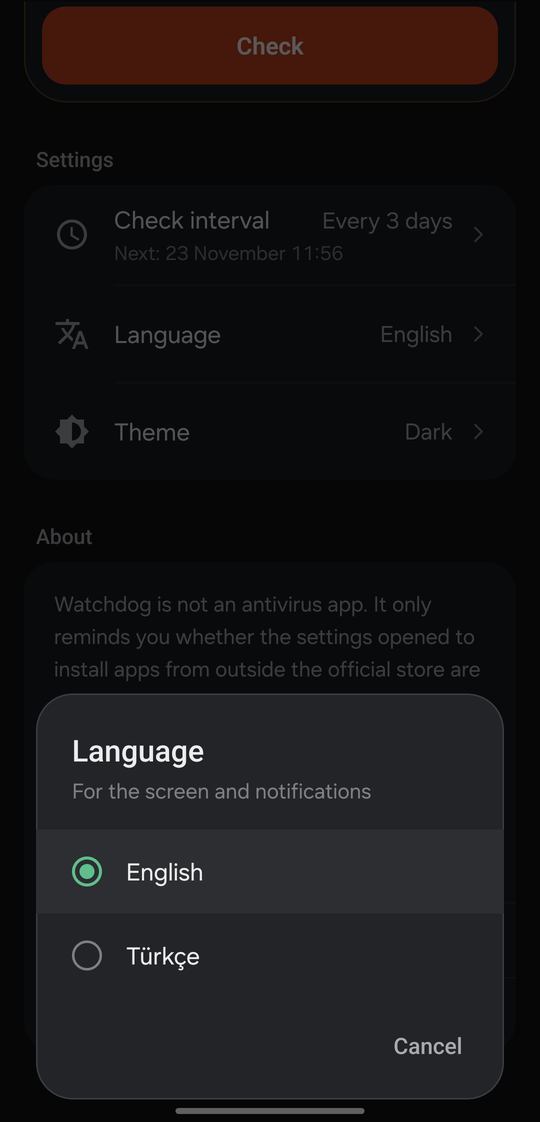 Check
Settings
Check interval
Every 3 days
Next: 23 November 11:56
Language
English
Theme
Dark
About
Watchdog is not an antivirus app. It only
reminds you whether the settings opened to
install apps from outside the official store are
Language
For the screen and notifications
English
Türkçe
Cancel